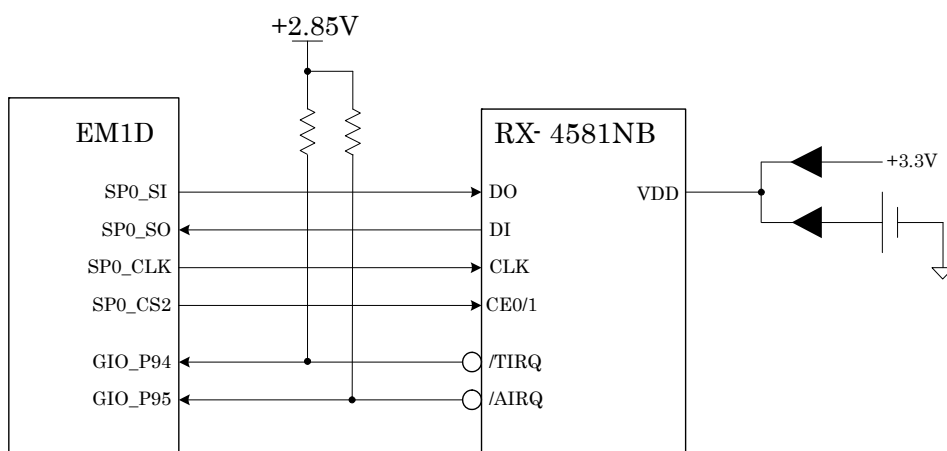 +2.85V
EM1D
RX- 4581NB
+3.3V
SP0_SI
DO
VDD
SP0_SO
DI
SP0_CLK
CLK
SP0_CS2
CE0/1
GIO_P94
/TIRQ
GIO_P95
/AIRQ